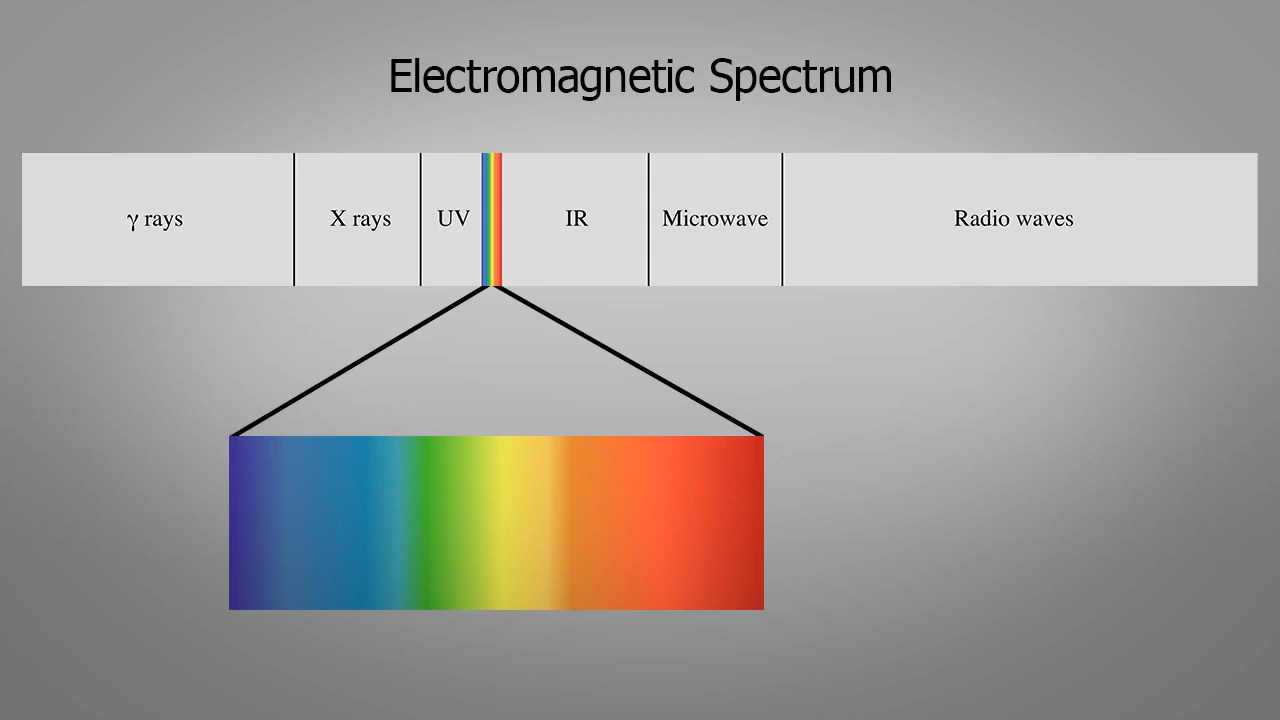 Electromagnetic Spectrum
γ rays
X rays
UV
IR
Microwave
Radio waves